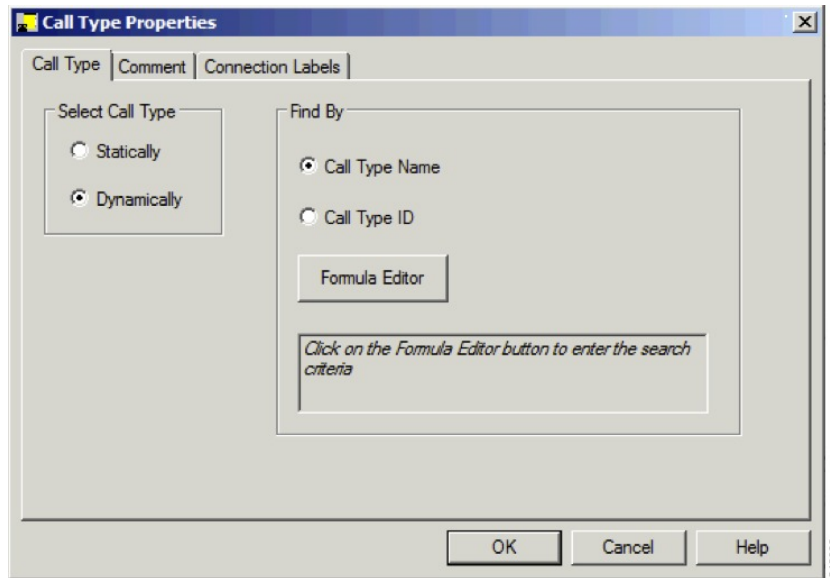 Call Type Properties
Call Type
Comment
Connection Labels
Select Call Type
Statically
Dynamically
Find By
Call Type Name
Call Type ID
Formula Editor
Click on the Formula Editor button to enter the search
criteria
OK
Cancel
Help